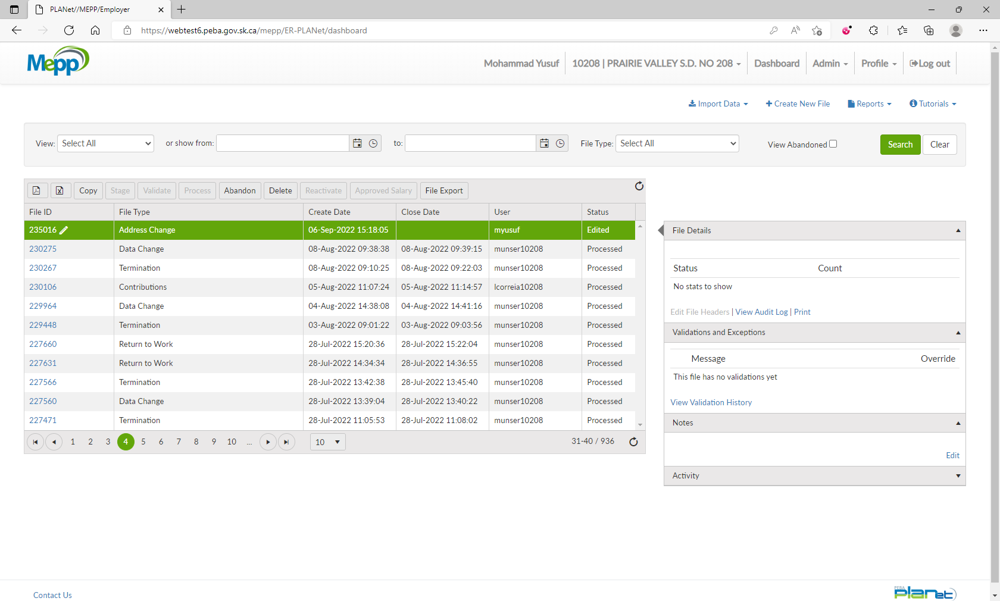 PLANet//MEPP/Employer
https://webtest6.peba.gov.sk.ca/mepp/ER-PLANet/dashboard
Mepp
Mohammad Yusuf 10208 | PRAIRIE VALLEY S.D. NO 208 Dashboard Admin Profile Log out
Import Data Create New File Reports Tutorials
View: Select All or show from: to: File Type: Select All View Abandoned Search Clear
Copy Stage Validate Process Abandon Delete Reactivate Approved Salary File Export
File ID File Type Create Date Close Date User Status
235016 Address Change 06-Sep-2022 15:18:05 myusuf Edited
230275 Data Change 08-Aug-2022 09:38:38 08-Aug-2022 09:39:15 munser10208 Processed
230267 Termination 08-Aug-2022 09:10:25 08-Aug-2022 09:22:03 munser10208 Processed
230106 Contributions 05-Aug-2022 11:07:24 05-Aug-2022 11:14:57 lcorreia10208 Processed
229964 Data Change 04-Aug-2022 14:38:08 04-Aug-2022 14:41:16 munser10208 Processed
229448 Termination 03-Aug-2022 09:01:22 03-Aug-2022 09:03:56 munser10208 Processed
227660 Return to Work 28-Jul-2022 15:20:36 28-Jul-2022 15:22:04 munser10208 Processed
227631 Return to Work 28-Jul-2022 14:34:34 28-Jul-2022 14:36:55 munser10208 Processed
227566 Termination 28-Jul-2022 13:42:38 28-Jul-2022 13:45:40 munser10208 Processed
227560 Data Change 28-Jul-2022 13:39:04 28-Jul-2022 13:40:22 munser10208 Processed
227471 Termination 28-Jul-2022 11:05:53 28-Jul-2022 11:08:02 munser10208 Processed
1 2 3 4 5 6 7 8 9 10 ... 10 31-40 / 936
File Details
Status Count
No stats to show
Edit File Headers | View Audit Log | Print
Validations and Exceptions
Message Override
This file has no validations yet
View Validation History
Notes
Edit
Activity
Contact Us
PEBA
planet